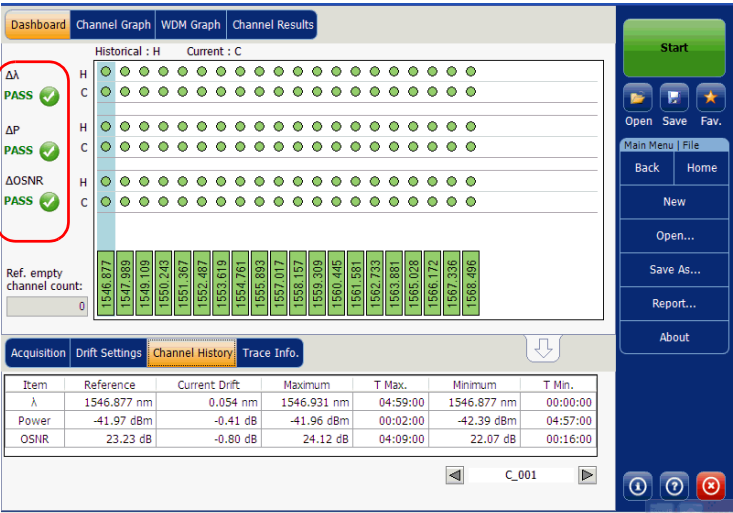 Dashboard Channel Graph WDM Graph Channel Results
Historical : H Current : C
Δλ H
PASS C
ΔP H
PASS C
ΔOSNR H
PASS C
1546.877 1547.989 1549.109 1550.243 1551.367 1552.487 1553.619 1554.761 1555.893 1557.017 1558.157 1559.309 1560.445 1561.581 1562.733 1563.881 1565.028 1566.172 1567.336 1568.496
Ref. empty
channel count:
0
Acquisition Drift Settings Channel History Trace Info.
Item Reference Current Drift Maximum T Max. Minimum T Min.
λ 1546.877 nm 0.054 nm 1546.931 nm 04:59:00 1546.877 nm 00:00:00
Power -41.97 dBm -0.41 dB -41.96 dBm 00:02:00 -42.39 dBm 04:57:00
OSNR 23.23 dB -0.80 dB 24.12 dB 04:09:00 22.07 dB 00:16:00
C_001
Start
Open Save Fav.
Main Menu | File
Back Home
New
Open...
Save As...
Report...
About